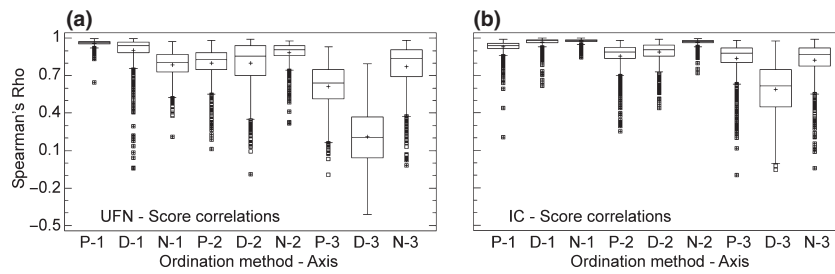 (a)
Spearman's Rho
1
0.7
0.4
0.1
−0.2
−0.5
UFN - Score correlations
P-1 D-1 N-1 P-2 D-2 N-2 P-3 D-3 N-3
Ordination method - Axis
(b)
IC - Score correlations
P-1 D-1 N-1 P-2 D-2 N-2 P-3 D-3 N-3
Ordination method - Axis